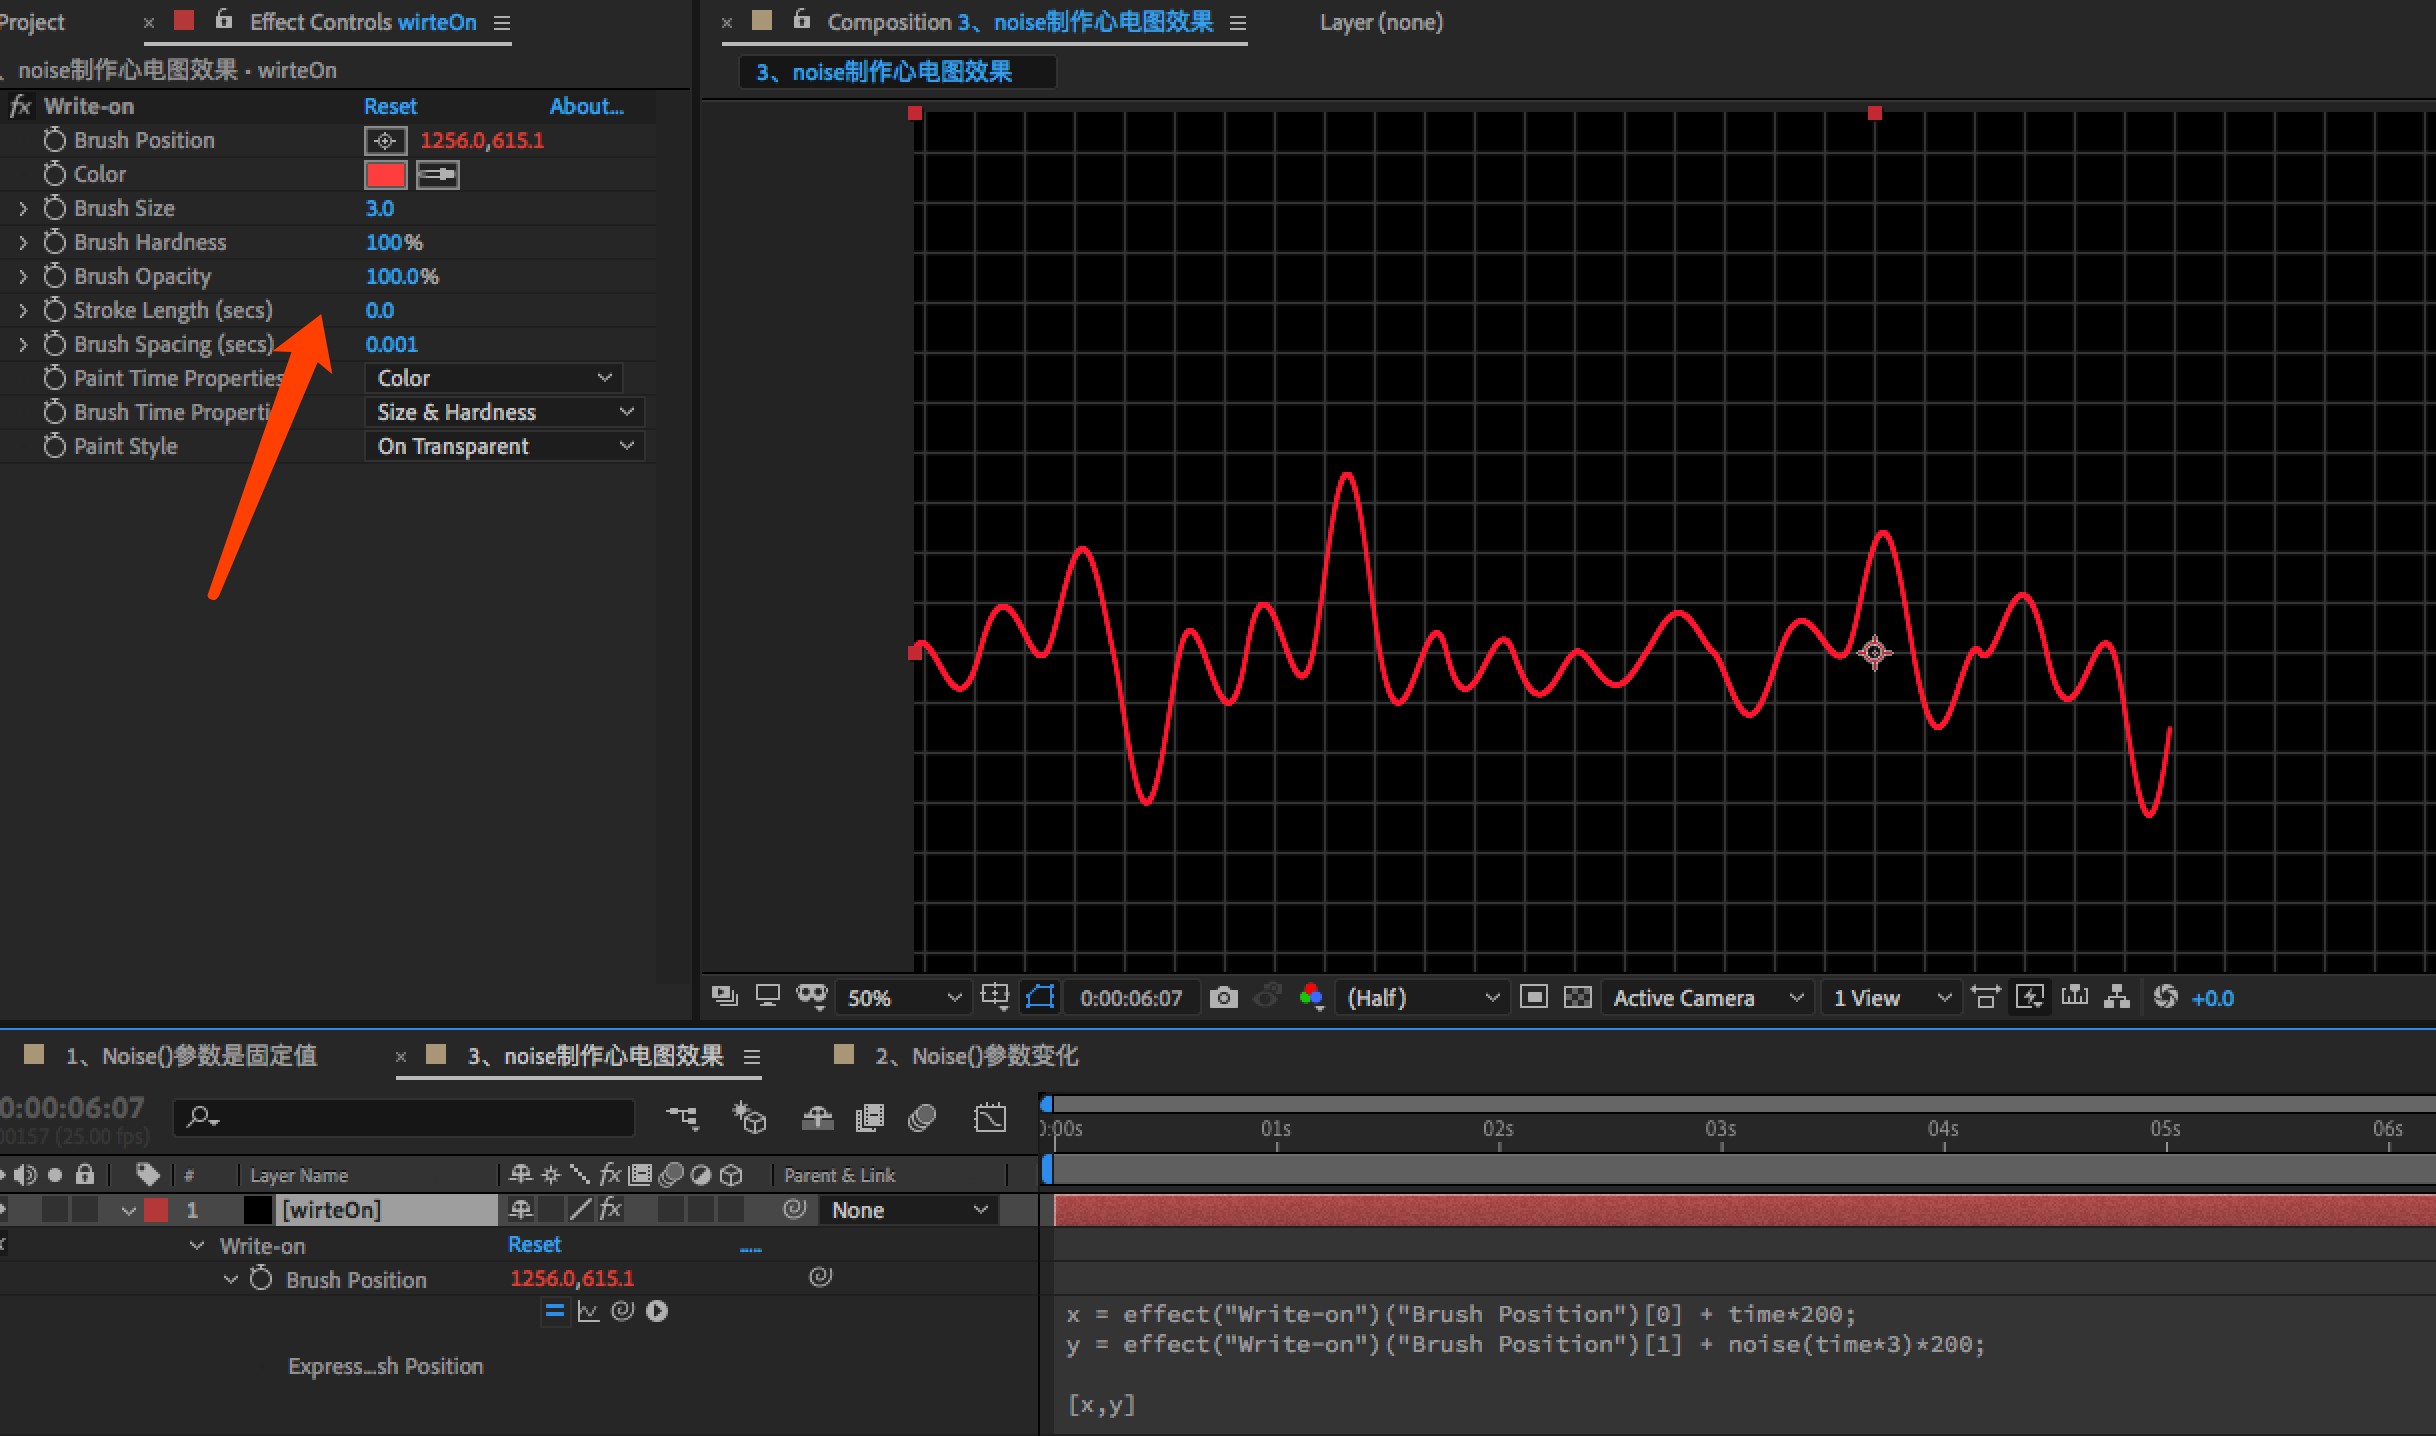 Project
× Effect Controls wirteOn
noise制作心电图效果 · wirteOn
fx Write-on Reset About...
Brush Position 1256.0,615.1
Color
Brush Size 3.0
Brush Hardness 100%
Brush Opacity 100.0%
Stroke Length (secs) 0.0
Brush Spacing (secs) 0.001
Paint Time Properties Color
Brush Time Properti Size & Hardness
Paint Style On Transparent
× Composition 3、noise制作心电图效果 Layer (none)
3、noise制作心电图效果
50% 0:00:06:07 (Half) Active Camera 1 View +0.0
1、Noise()参数是固定值 × 3、noise制作心电图效果 2、Noise()参数变化
0:00:06:07
00157 (25.00 fps)
0:00s 01s 02s 03s 04s 05s 06s
# Layer Name fx Parent & Link
1 [wirteOn] fx None
Write-on Reset .....
Brush Position 1256.0,615.1
Express...sh Position
x = effect("Write-on")("Brush Position")[0] + time*200;
y = effect("Write-on")("Brush Position")[1] + noise(time*3)*200;
[x,y]